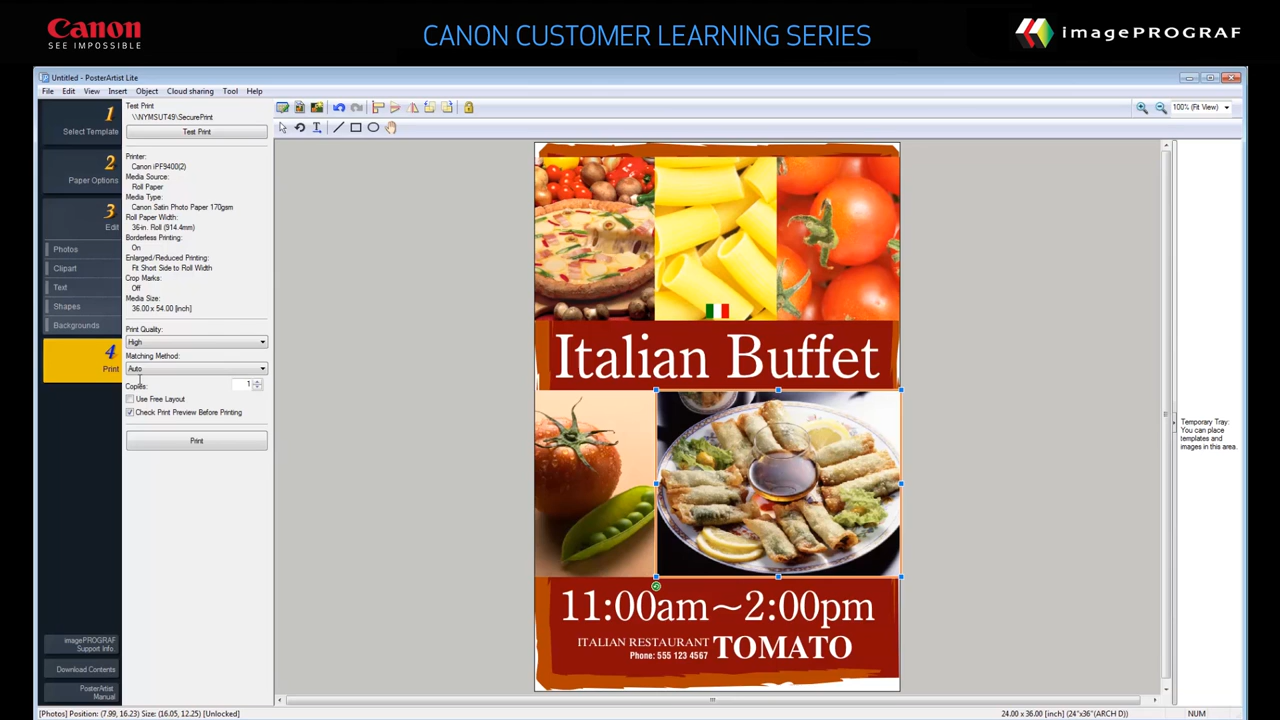 Canon
SEE IMPOSSIBLE
CANON CUSTOMER LEARNING SERIES
imagePROGRAF
Untitled - PosterArtist Lite
File Edit View Insert Object Cloud sharing Tool Help
1
Select Template
2
Paper Options
3
Edit
Photos
Clipart
Text
Shapes
Backgrounds
4
Print
imagePROGRAF
Support Info.
Download Contents
PosterArtist
Manual
Test Print
\\NYMSUT49\SecurePrint
Test Print
Printer:
Canon iPF9400(2)
Media Source:
Roll Paper
Media Type:
Canon Satin Photo Paper 170gsm
Roll Paper Width:
36-in. Roll (914.4mm)
Borderless Printing:
On
Enlarged/Reduced Printing:
Fit Short Side to Roll Width
Crop Marks:
Off
Media Size:
36.00 x 54.00 [inch]
Print Quality:
High
Matching Method:
Auto
Copies: 1
Use Free Layout
Check Print Preview Before Printing
Print
100% (Fit View)
Italian Buffet
11:00am~2:00pm
ITALIAN RESTAURANT TOMATO
Phone: 555 123 4567
Temporary Tray:
You can place
templates and
images in this area.
[Photos] Position: (7.99, 16.23) Size: (16.05, 12.25) [Unlocked] 24.00 x 36.00 [inch] (24"x36"(ARCH D)) NUM